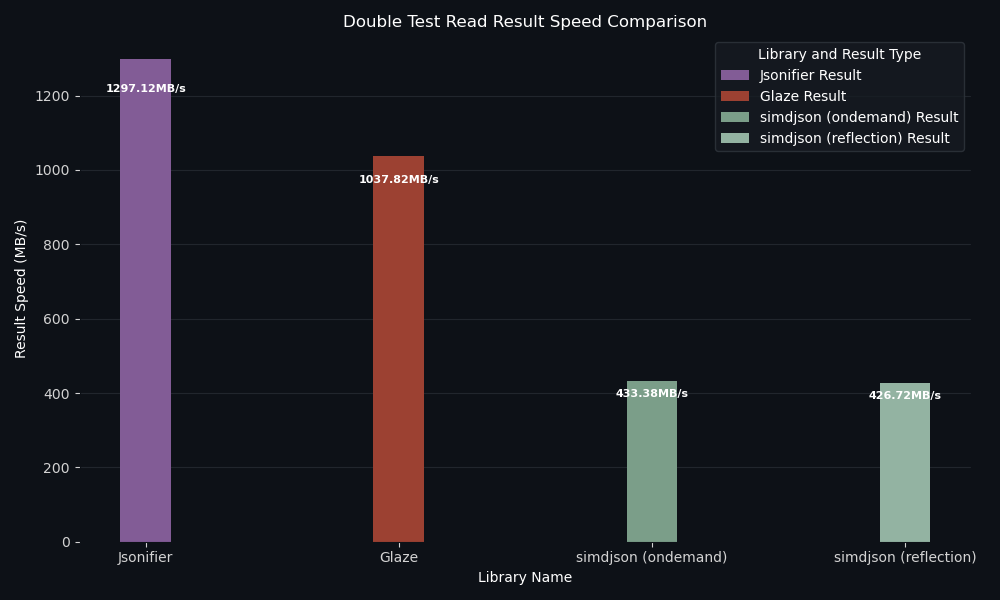 Double Test Read Result Speed Comparison
Library and Result Type
Jsonifier Result
Glaze Result
simdjson (ondemand) Result
simdjson (reflection) Result
Result Speed (MB/s)
1200
1000
800
600
400
200
0
1297.12MB/s
1037.82MB/s
433.38MB/s
426.72MB/s
Jsonifier
Glaze
simdjson (ondemand)
simdjson (reflection)
Library Name